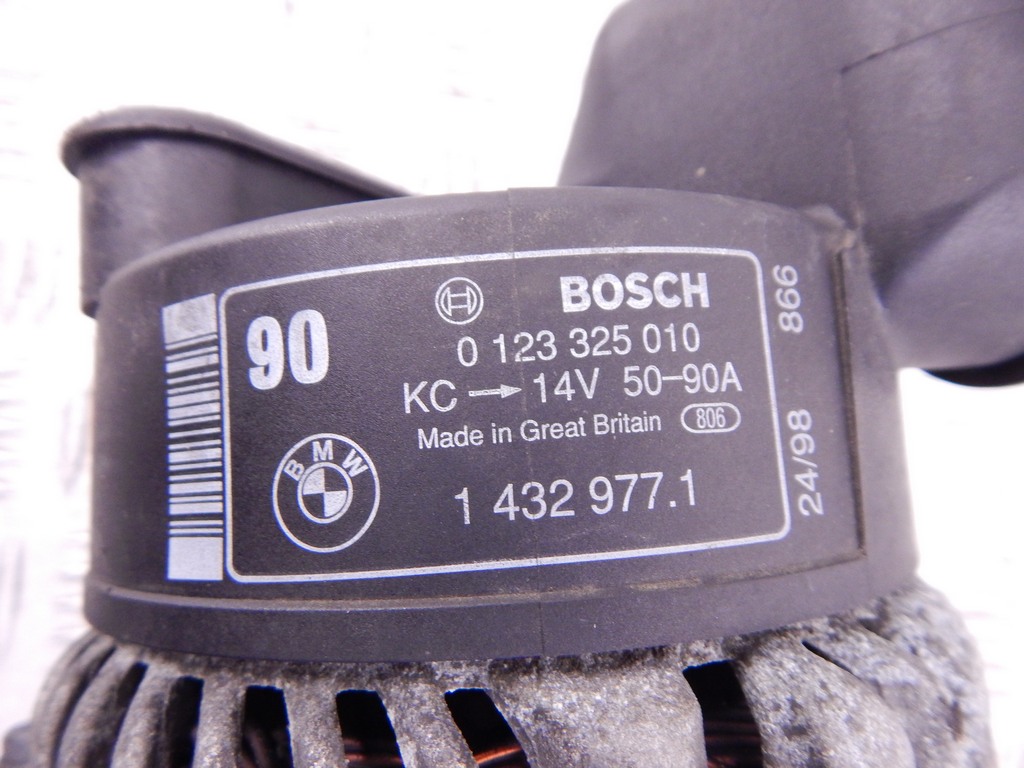 90
BOSCH
0 123 325 010
KC → 14V 50-90A
Made in Great Britain 806
BMW
1 432 977.1
24/98 866